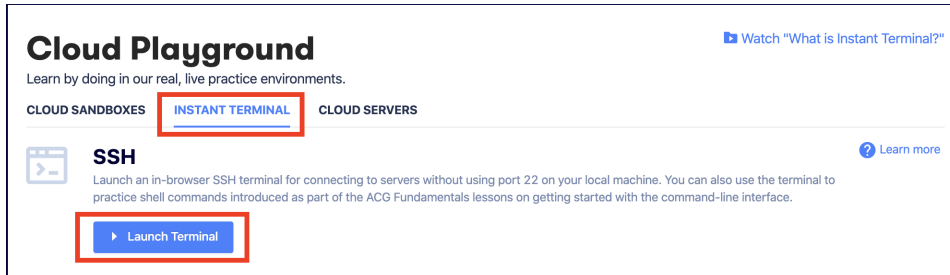 Cloud Playground
Watch "What is Instant Terminal?"
Learn by doing in our real, live practice environments.
CLOUD SANDBOXES INSTANT TERMINAL CLOUD SERVERS
SSH
Learn more
Launch an in-browser SSH terminal for connecting to servers without using port 22 on your local machine. You can also use the terminal to
practice shell commands introduced as part of the ACG Fundamentals lessons on getting started with the command-line interface.
Launch Terminal